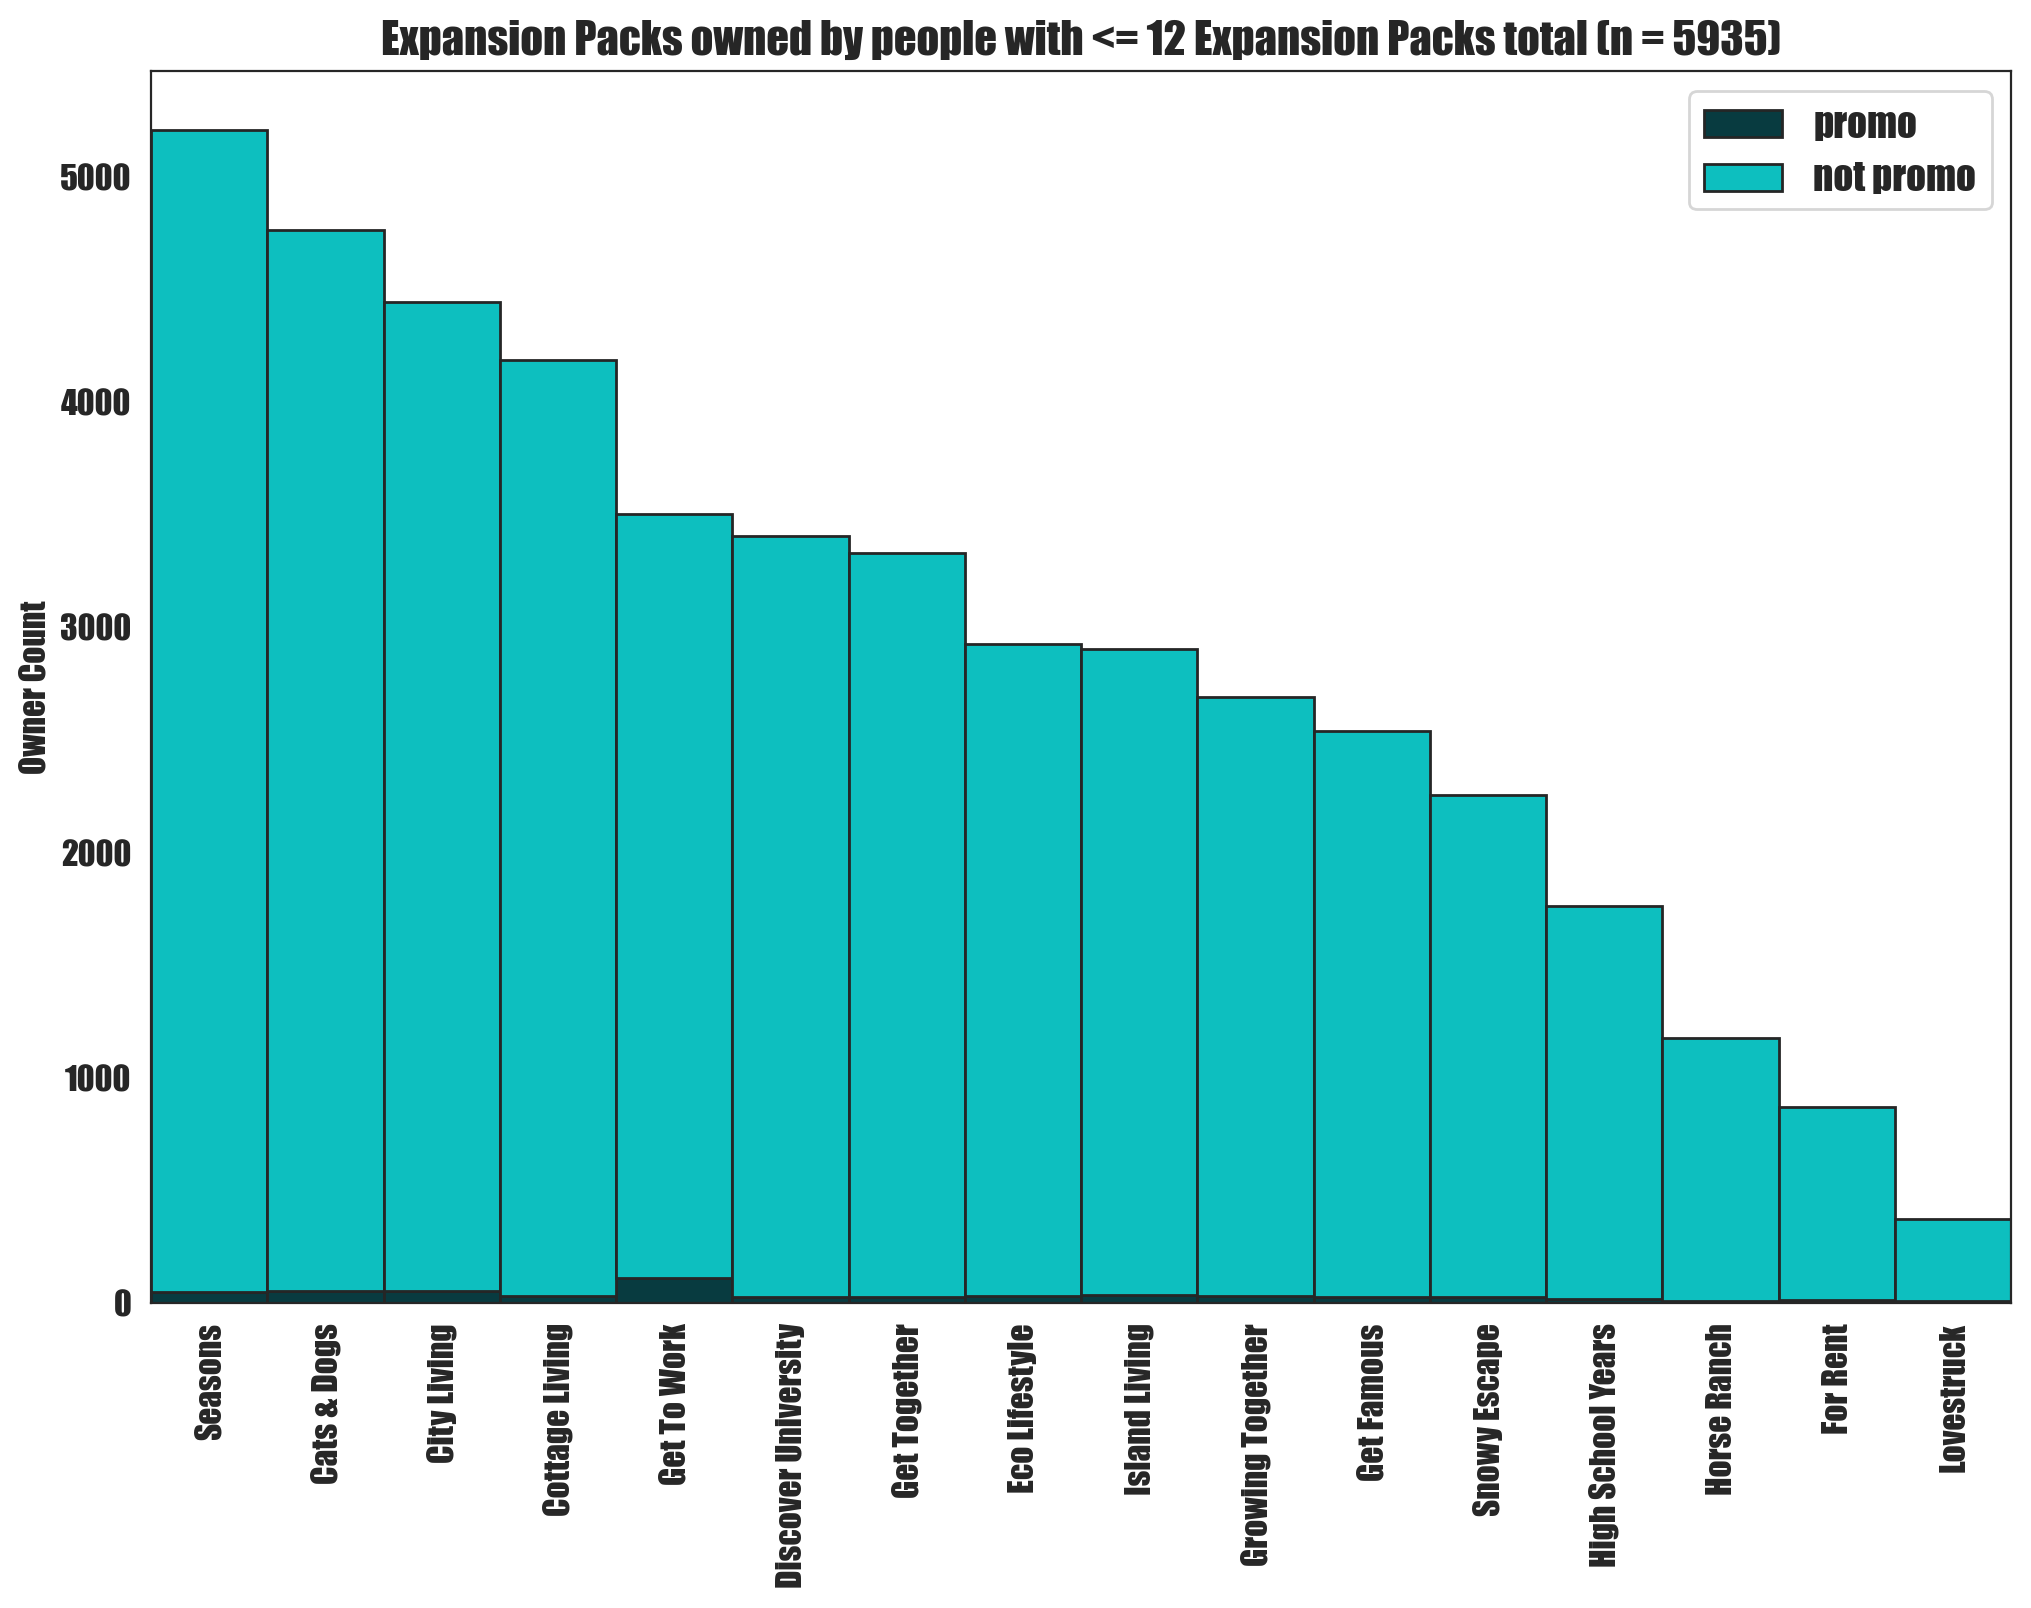 Expansion Packs owned by people with <= 12 Expansion Packs total (n = 5935)
promo
not promo
Owner Count
5000
4000
3000
2000
1000
0
Seasons
Cats & Dogs
City Living
Cottage Living
Get To Work
Discover University
Get Together
Eco Lifestyle
Island Living
Growing Together
Get Famous
Snowy Escape
High School Years
Horse Ranch
For Rent
Lovestruck